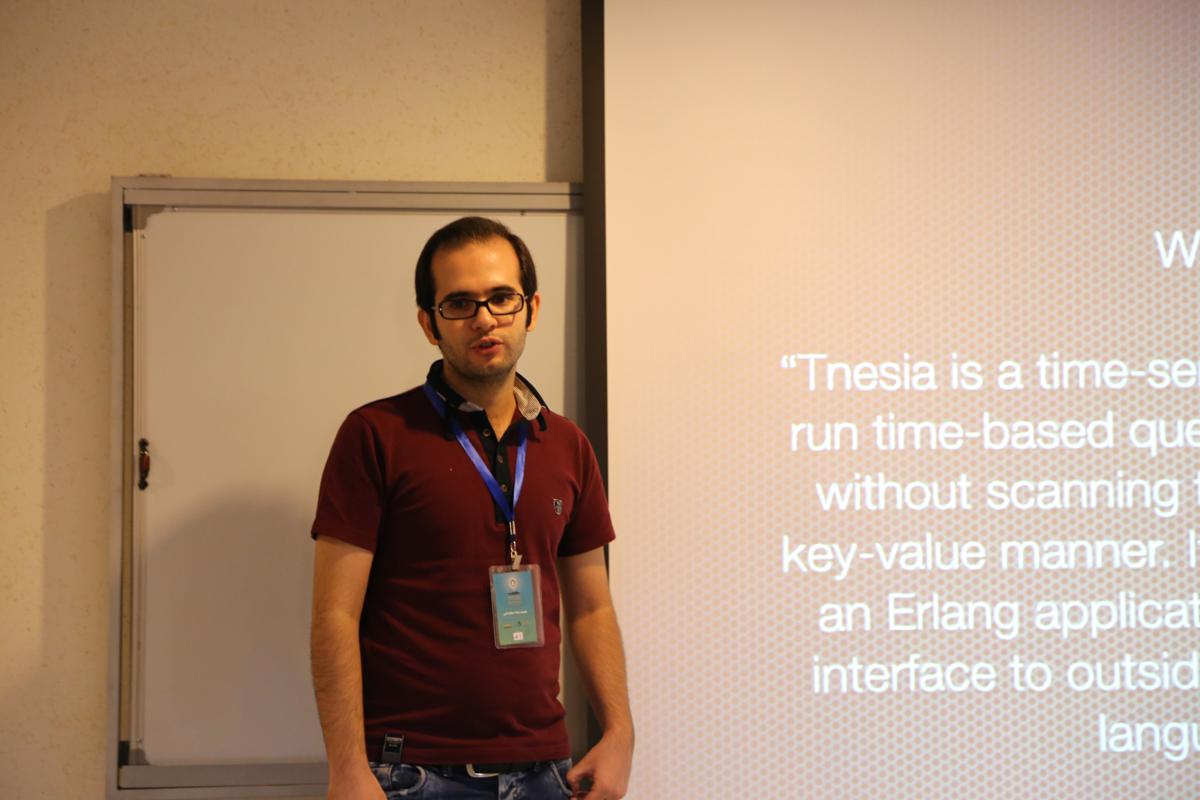 W
“Tnesia is a time-se
run time-based que
without scanning
key-value manner. I
an Erlang applicat
interface to outsid
langu